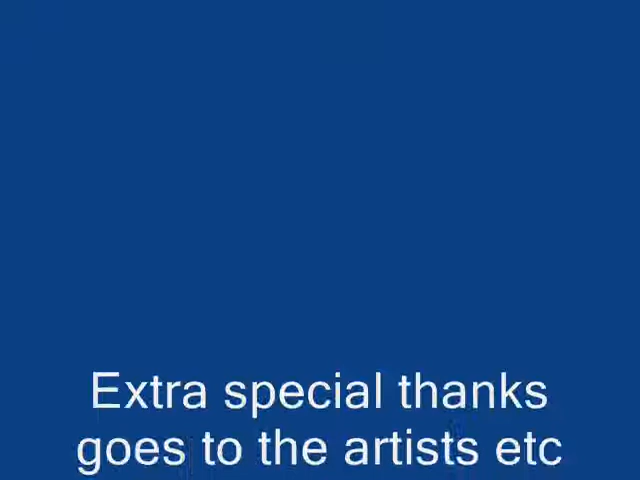 Extra special thanks
goes to the artists etc